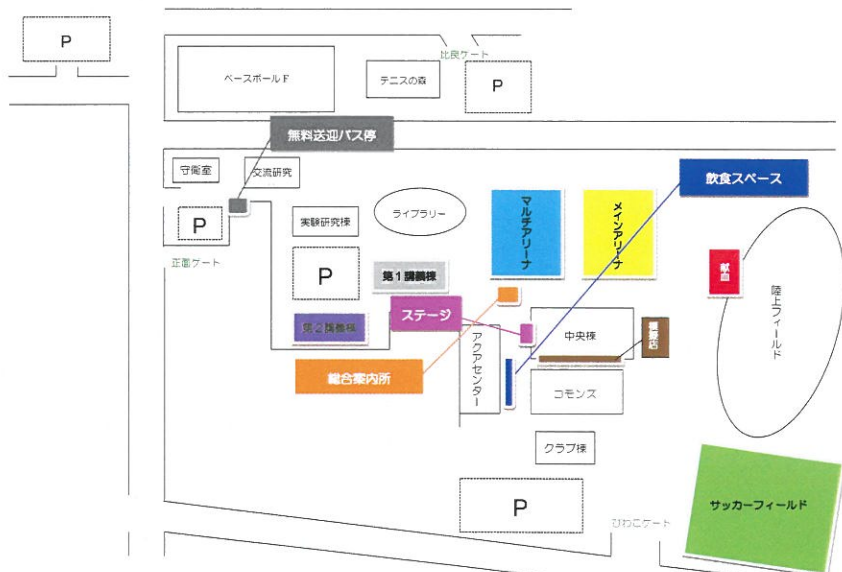 P
比良ゲート
ベースボールF
テニスの森
P
無料送迎バス停
守衛室
交流研究
飲食スペース
P
実験研究棟
ライブラリー
マルチアリーナ
メインアリーナ
正面ゲート
P
第1講義棟
献血
陸上フィールド
第2講義棟
ステージ
中央棟
模擬店
アクアセンター
総合案内所
コモンズ
クラブ棟
P
びわこゲート
サッカーフィールド